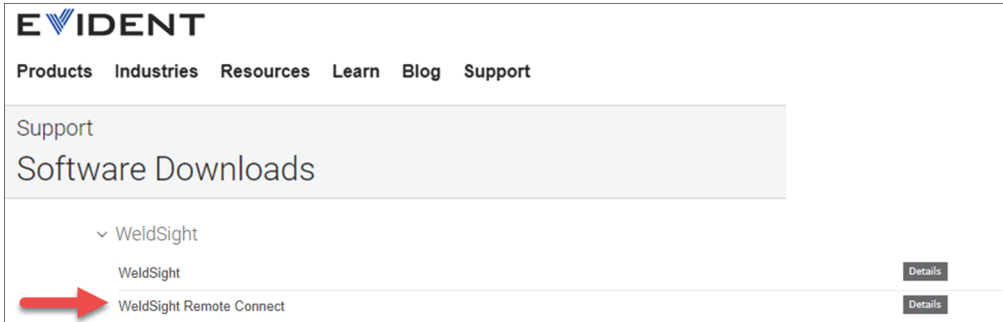 EVIDENT
Products Industries Resources Learn Blog Support
Support
Software Downloads
WeldSight
WeldSight Details
WeldSight Remote Connect Details